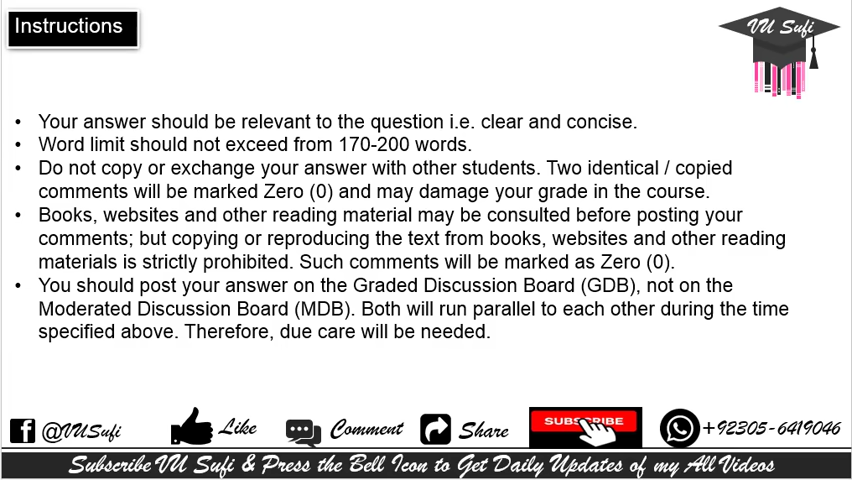 Instructions
VU Sufi
• Your answer should be relevant to the question i.e. clear and concise.
• Word limit should not exceed from 170-200 words.
• Do not copy or exchange your answer with other students. Two identical / copied
comments will be marked Zero (0) and may damage your grade in the course.
• Books, websites and other reading material may be consulted before posting your
comments; but copying or reproducing the text from books, websites and other reading
materials is strictly prohibited. Such comments will be marked as Zero (0).
• You should post your answer on the Graded Discussion Board (GDB), not on the
Moderated Discussion Board (MDB). Both will run parallel to each other during the time
specified above. Therefore, due care will be needed.
@VUSufi Like Comment Share SUBSCRIBE +92305-6419046
Subscribe VU Sufi & Press the Bell Icon to Get Daily Updates of my All Videos